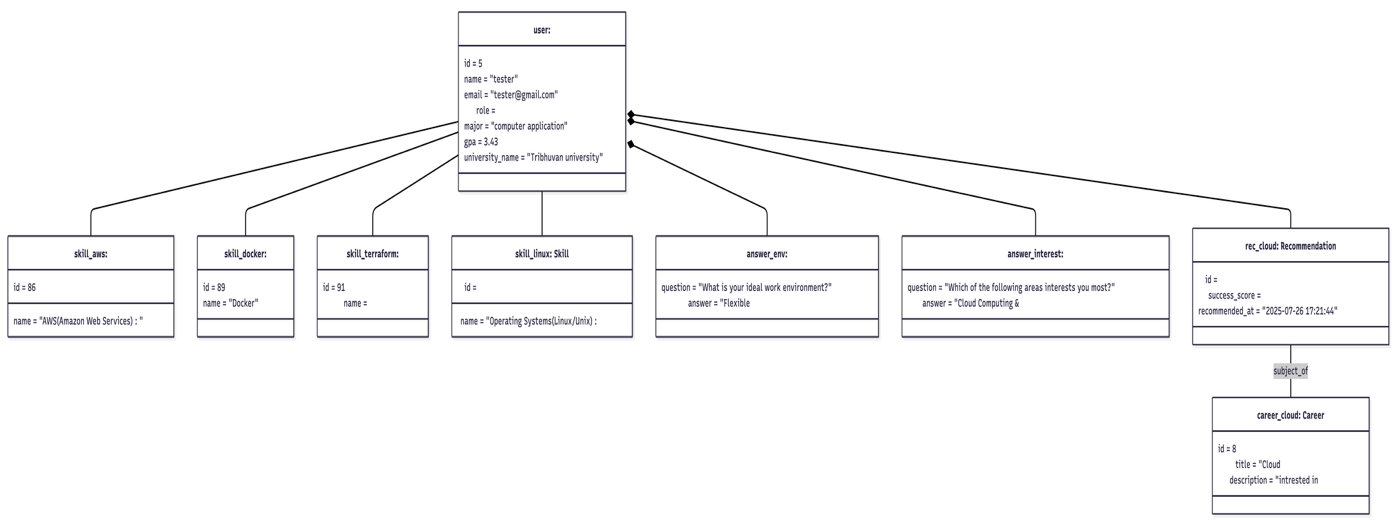 user:
id = 5
name = "tester"
email = "tester@gmail.com"
role =
major = "computer application"
gpa = 3.43
university_name = "Tribhuvan university"
skill_aws:
id = 86
name = "AWS(Amazon Web Services) : "
skill_docker:
id = 89
name = "Docker"
skill_terraform:
id = 91
name =
skill_linux: Skill
id =
name = "Operating Systems(Linux/Unix) :
answer_env:
question = "What is your ideal work environment?"
answer = "Flexible
answer_interest:
question = "Which of the following areas interests you most?"
answer = "Cloud Computing &
rec_cloud: Recommendation
id =
success_score =
recommended_at = "2025-07-26 17:21:44"
subject_of
career_cloud: Career
id = 8
title = "Cloud
description = "intrested in